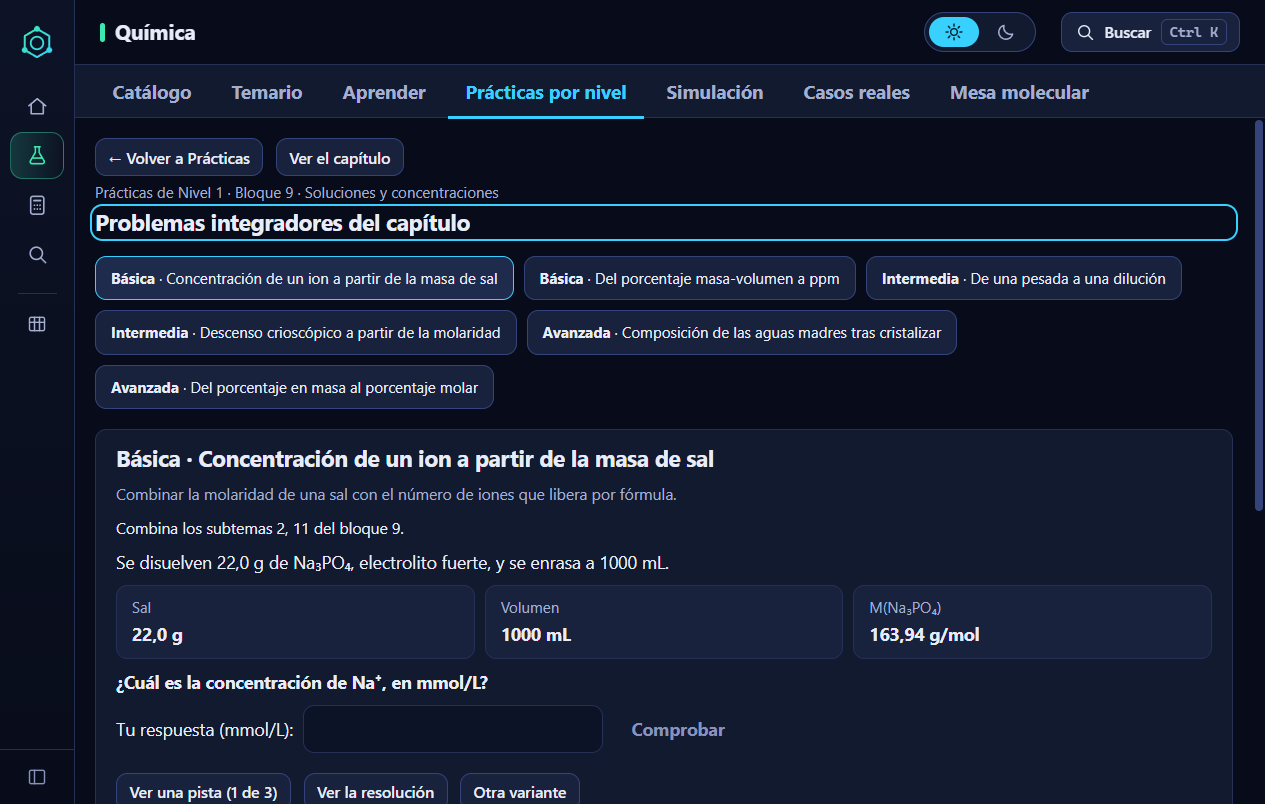 Química
Buscar Ctrl K
Catálogo Temario Aprender Prácticas por nivel Simulación Casos reales Mesa molecular
← Volver a Prácticas Ver el capítulo
Prácticas de Nivel 1 · Bloque 9 · Soluciones y concentraciones
Problemas integradores del capítulo
Básica · Concentración de un ion a partir de la masa de sal Básica · Del porcentaje masa-volumen a ppm Intermedia · De una pesada a una dilución
Intermedia · Descenso crioscópico a partir de la molaridad Avanzada · Composición de las aguas madres tras cristalizar
Avanzada · Del porcentaje en masa al porcentaje molar
Básica · Concentración de un ion a partir de la masa de sal
Combinar la molaridad de una sal con el número de iones que libera por fórmula.
Combina los subtemas 2, 11 del bloque 9.
Se disuelven 22,0 g de Na₃PO₄, electrolito fuerte, y se enrasa a 1000 mL.
Sal Volumen M(Na₃PO₄)
22,0 g 1000 mL 163,94 g/mol
¿Cuál es la concentración de Na⁺, en mmol/L?
Tu respuesta (mmol/L): Comprobar
Ver una pista (1 de 3) Ver la resolución Otra variante